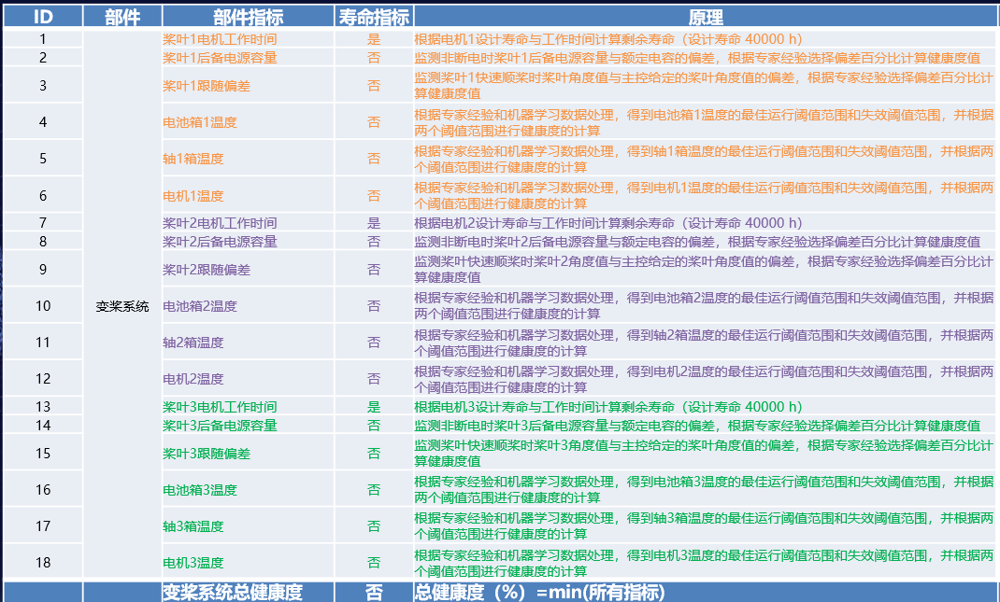 ID 部件 部件指标 寿命指标 原理
1 桨叶1电机工作时间 是 根据电机1设计寿命与工作时间计算剩余寿命（设计寿命 40000 h）
2 桨叶1后备电源容量 否 监测非断电时桨叶1后备电源容量与额定电容的偏差，根据专家经验选择偏差百分比计算健康度值
3 桨叶1跟随偏差 否 监测桨叶1快速顺桨时桨叶角度值与主控给定的桨叶角度值的偏差，根据专家经验选择偏差百分比计
算健康度值
4 电池箱1温度 否 根据专家经验和机器学习数据处理，得到电池箱1温度的最佳运行阈值范围和失效阈值范围，并根据
两个阈值范围进行健康度的计算
5 轴1箱温度 否 根据专家经验和机器学习数据处理，得到轴1箱温度的最佳运行阈值范围和失效阈值范围，并根据两
个阈值范围进行健康度的计算
6 电机1温度 否 根据专家经验和机器学习数据处理，得到电机1温度的最佳运行阈值范围和失效阈值范围，并根据两
个阈值范围进行健康度的计算
7 桨叶2电机工作时间 是 根据电机2设计寿命与工作时间计算剩余寿命（设计寿命 40000 h）
8 桨叶2后备电源容量 否 监测非断电时桨叶2后备电源容量与额定电容的偏差，根据专家经验选择偏差百分比计算健康度值
9 桨叶2跟随偏差 否 监测桨叶快速顺桨时桨叶2角度值与主控给定的桨叶角度值的偏差，根据专家经验选择偏差百分比计
算健康度值
10 变桨系统 电池箱2温度 否 根据专家经验和机器学习数据处理，得到电池箱2温度的最佳运行阈值范围和失效阈值范围，并根据
两个阈值范围进行健康度的计算
11 轴2箱温度 否 根据专家经验和机器学习数据处理，得到轴2箱温度的最佳运行阈值范围和失效阈值范围，并根据两
个阈值范围进行健康度的计算
12 电机2温度 否 根据专家经验和机器学习数据处理，得到电机2温度的最佳运行阈值范围和失效阈值范围，并根据两
个阈值范围进行健康度的计算
13 桨叶3电机工作时间 是 根据电机3设计寿命与工作时间计算剩余寿命（设计寿命 40000 h）
14 桨叶3后备电源容量 否 监测非断电时桨叶3后备电源容量与额定电容的偏差，根据专家经验选择偏差百分比计算健康度值
15 桨叶3跟随偏差 否 监测桨叶快速顺桨时桨叶3角度值与主控给定的桨叶角度值的偏差，根据专家经验选择偏差百分比计
算健康度值
16 电池箱3温度 否 根据专家经验和机器学习数据处理，得到电池箱3温度的最佳运行阈值范围和失效阈值范围，并根据
两个阈值范围进行健康度的计算
17 轴3箱温度 否 根据专家经验和机器学习数据处理，得到轴3箱温度的最佳运行阈值范围和失效阈值范围，并根据两
个阈值范围进行健康度的计算
18 电机3温度 否 根据专家经验和机器学习数据处理，得到电机3温度的最佳运行阈值范围和失效阈值范围，并根据两
个阈值范围进行健康度的计算
变桨系统总健康度 否 总健康度（%）=min(所有指标)